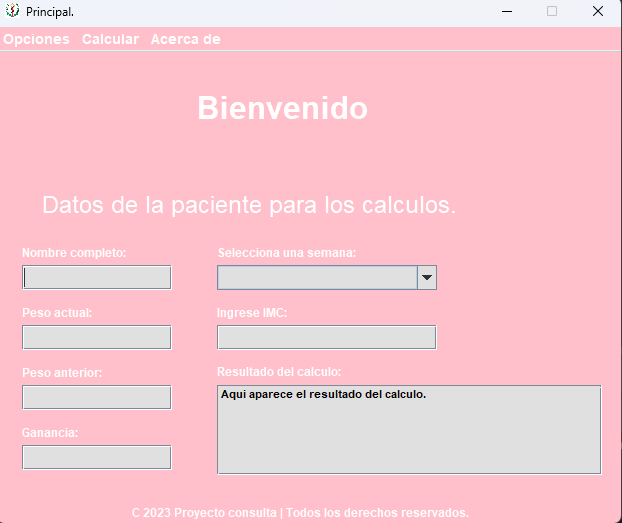 Principal.
Opciones Calcular Acerca de
Bienvenido
Datos de la paciente para los calculos.
Nombre completo:
Selecciona una semana:
Peso actual:
Ingrese IMC:
Peso anterior:
Resultado del calculo:
Aqui aparece el resultado del calculo.
Ganancia:
C 2023 Proyecto consulta | Todos los derechos reservados.